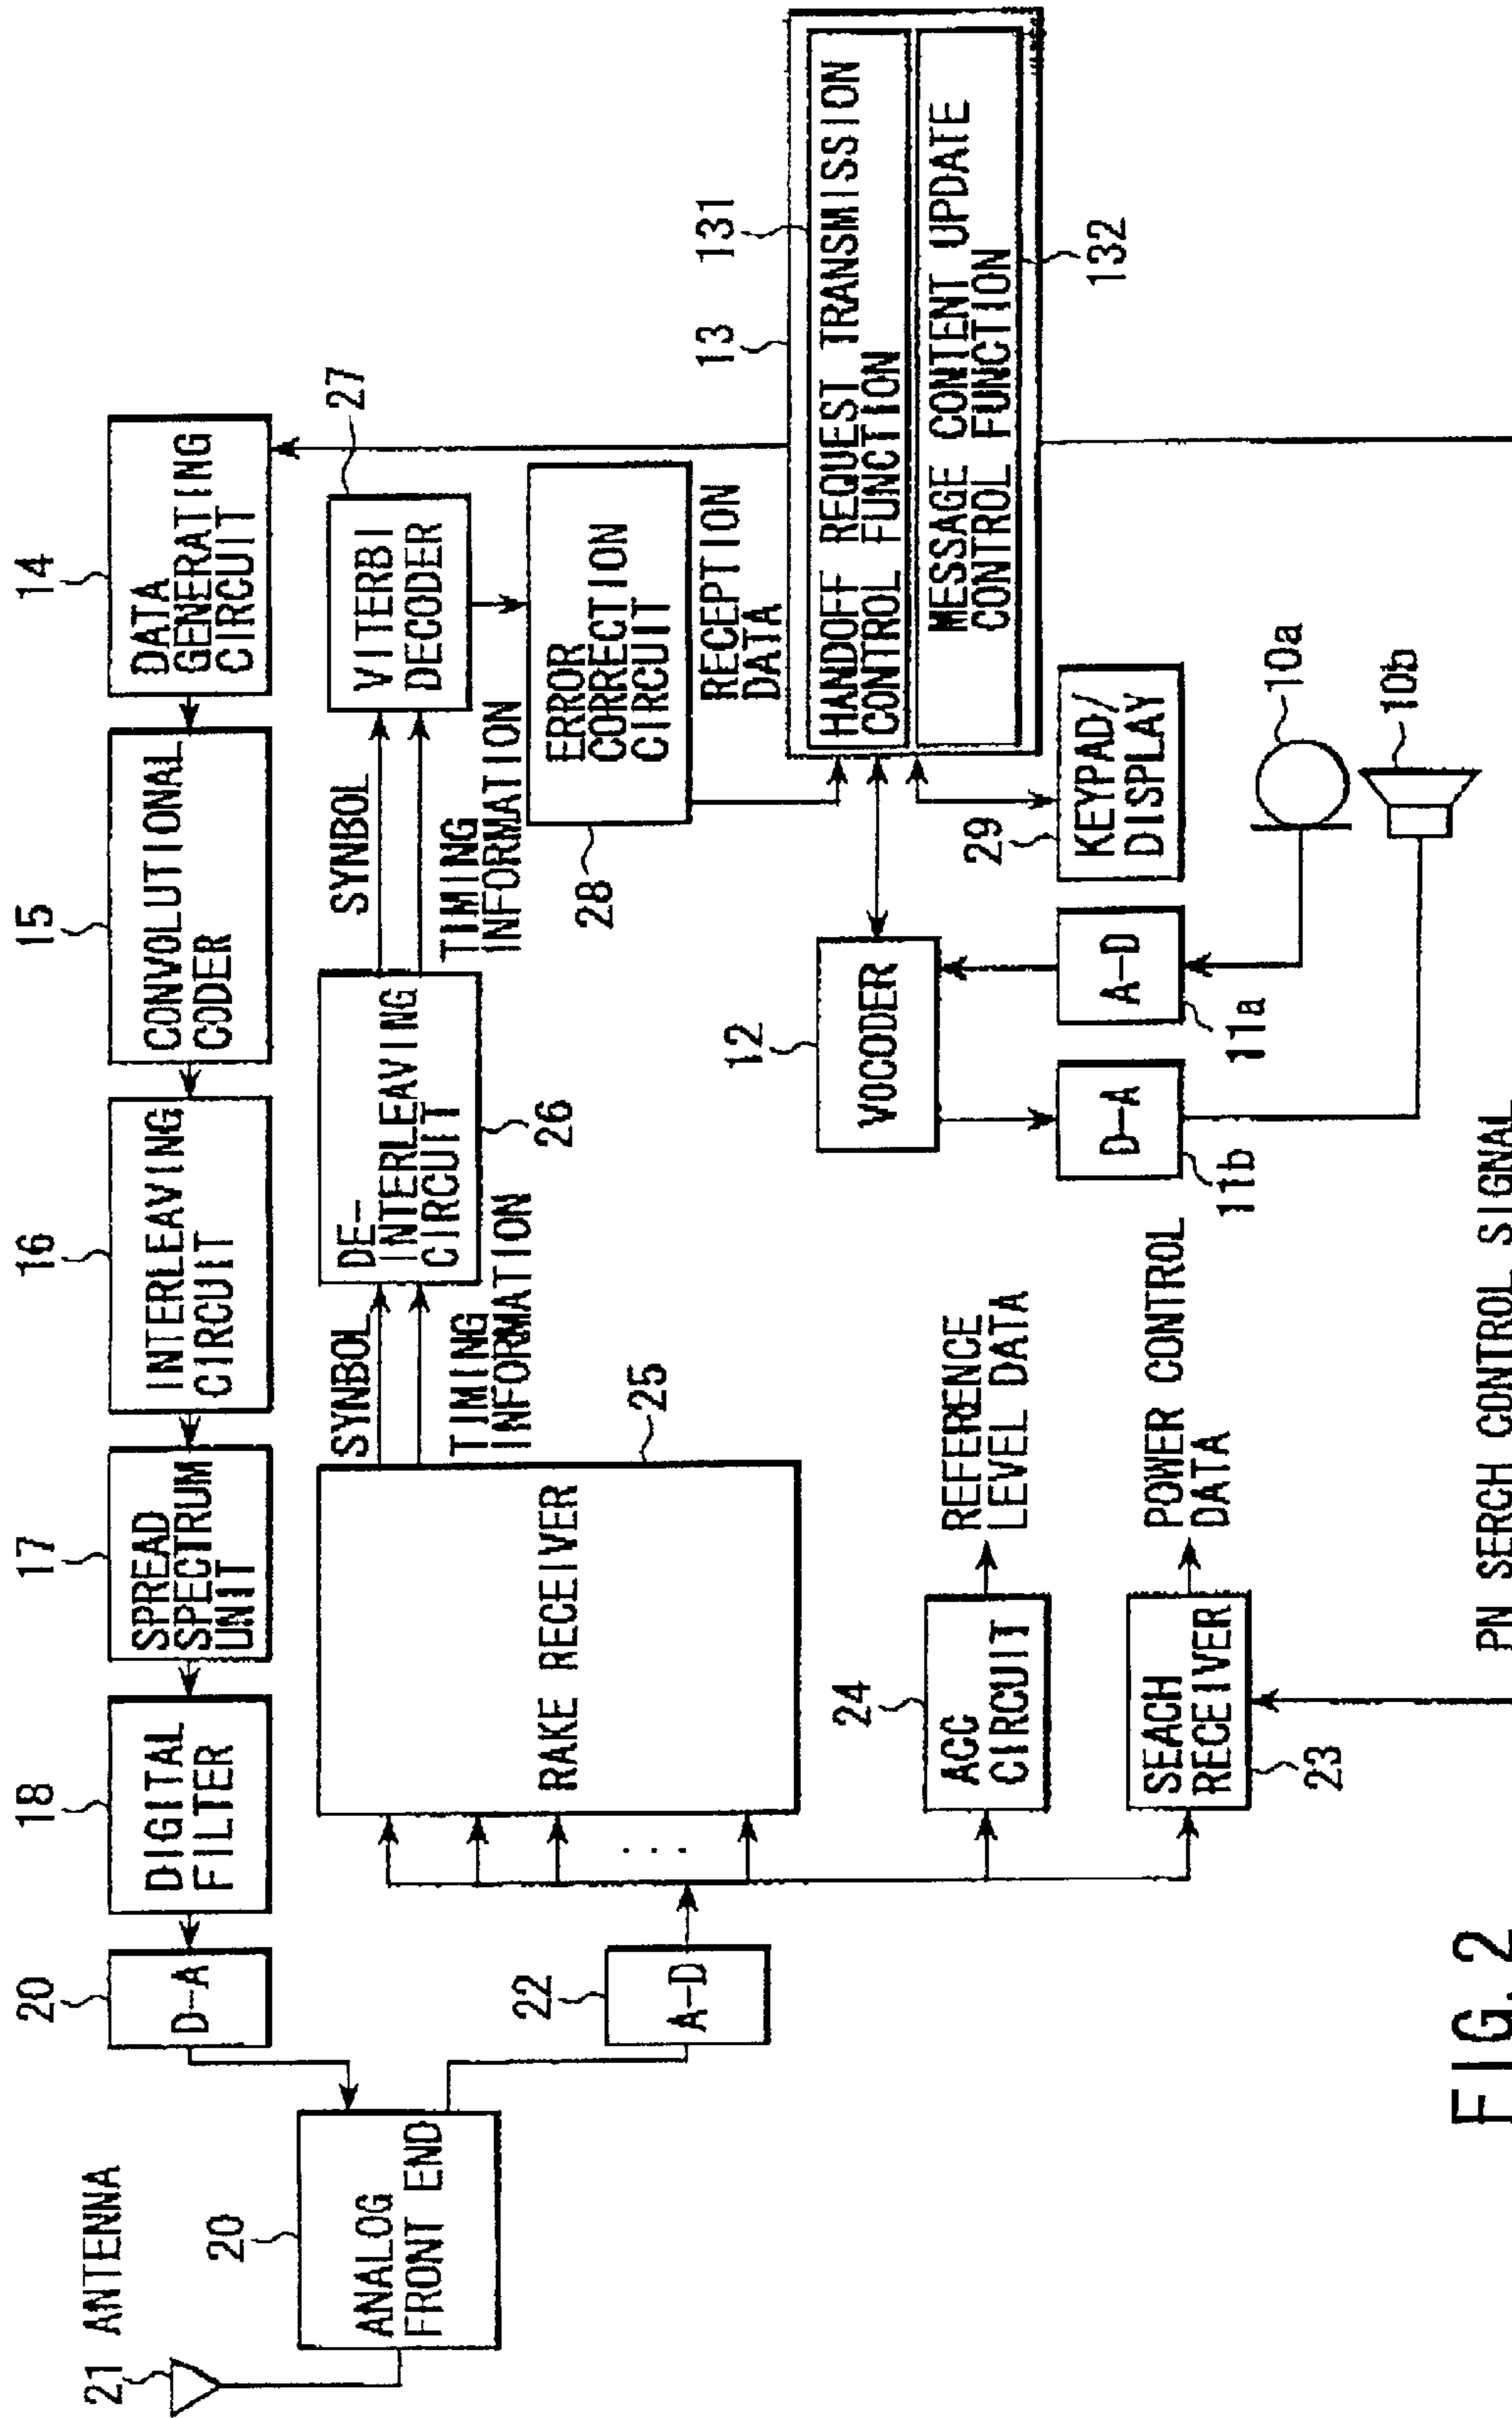 21 ANTENNA
20
ANALOG
FRONT END
20
D-A
18
DIGITAL
FILTER
17
SPREAD
SPECTRUM
UNIT
16
INTERLEAVING
CIRCUIT
15
CONVOLUTIONAL
CODER
14
DATA
GENERATING
CIRCUIT
22
A-D
RAKE RECEIVER
25
SYNBOL
TIMING
INFORMATION
DE-
INTERLEAVING
CIRCUIT
26
SYNBOL
TIMING
INFORMATION
VITERBI
DECODER
27
ERROR
CORRECTION
CIRCUIT
28
RECEPTION
DATA
13
131
HANDOFF REQUEST TRANSMISSION
CONTROL FUNCTION
MESSAGE CONTENT UPDATE
CONTROL FUNCTION
132
24
ACC
CIRCUIT
REFERENCE
LEVEL DATA
SEACH
RECEIVER
23
POWER CONTROL
DATA
12
VOCODER
D-A
11b
A-D
11a
29
KEYPAD/
DISPLAY
10a
10b
PN SERCH CONTROL SIGNAL
FIG. 2